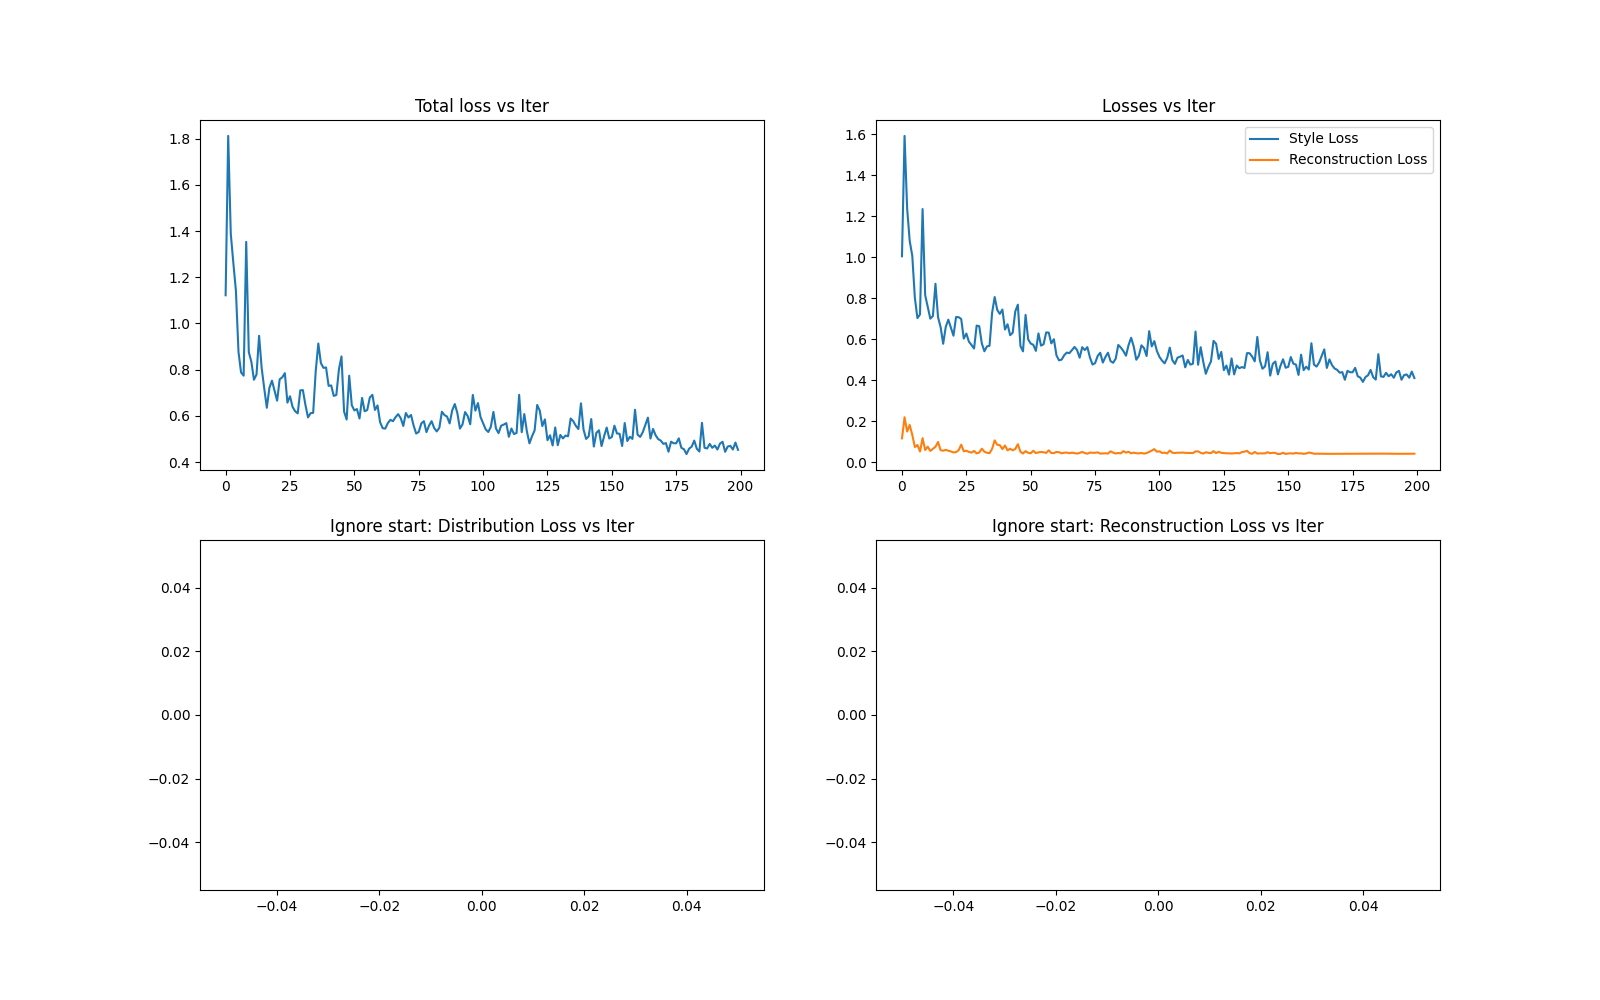 Total loss vs Iter
1.8
1.6
1.4
1.2
1.0
0.8
0.6
0.4
0 25 50 75 100 125 150 175 200
Losses vs Iter
Style Loss
Reconstruction Loss
1.6
1.4
1.2
1.0
0.8
0.6
0.4
0.2
0.0
0 25 50 75 100 125 150 175 200
Ignore start: Distribution Loss vs Iter
0.04
0.02
0.00
−0.02
−0.04
−0.04 −0.02 0.00 0.02 0.04
Ignore start: Reconstruction Loss vs Iter
0.04
0.02
0.00
−0.02
−0.04
−0.04 −0.02 0.00 0.02 0.04